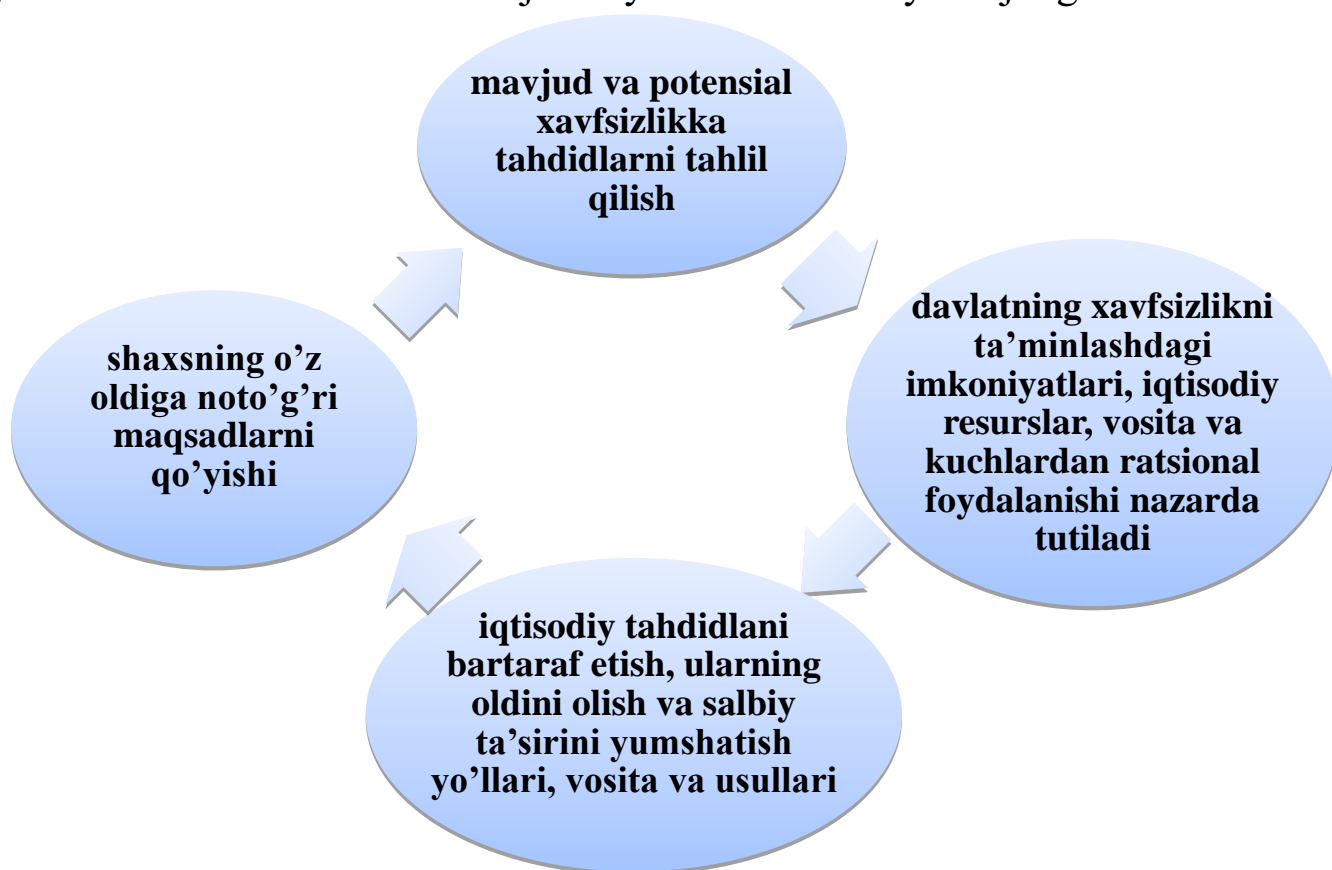 mavjud va potensial
xavfsizlikka
tahdidlarni tahlil
qilish
davlatning xavfsizlikni
ta’minlashdagi
imkoniyatlari, iqtisodiy
resurslar, vosita va
kuchlardan ratsional
foydalanishi nazarda
tutiladi
iqtisodiy tahdidlani
bartaraf etish, ularning
oldini olish va salbiy
ta’sirini yumshatish
yo’llari, vosita va usullari
shaxsning o’z
oldiga noto’g’ri
maqsadlarni
qo’yishi